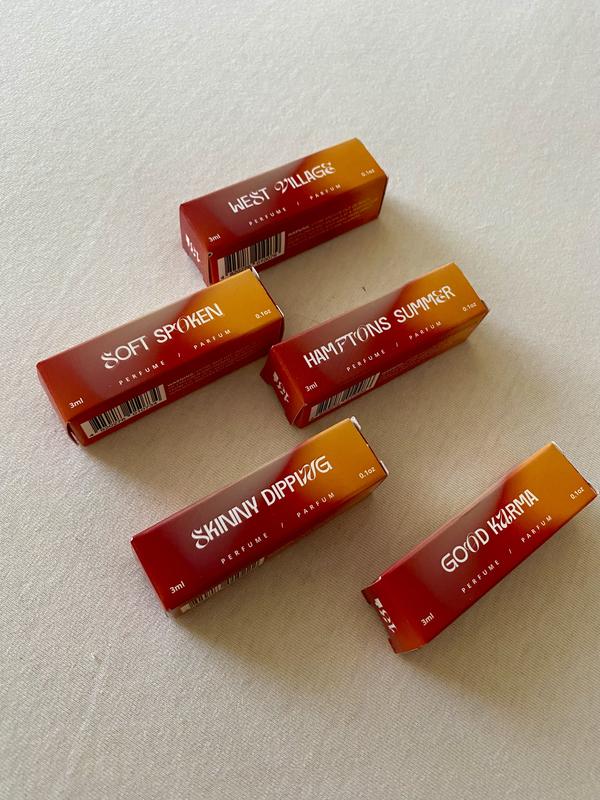 WEST VILLAGE
PERFUME / PARFUM
3ml
0.1oz
SOFT SPOKEN
PERFUME / PARFUM
3ml
0.1oz
WARNING:
HAMPTONS SUMMER
PERFUME / PARFUM
3ml
0.1oz
SKINNY DIPPING
PERFUME / PARFUM
3ml
0.1oz
GOOD KARMA
PERFUME / PARFUM
3ml
0.1oz